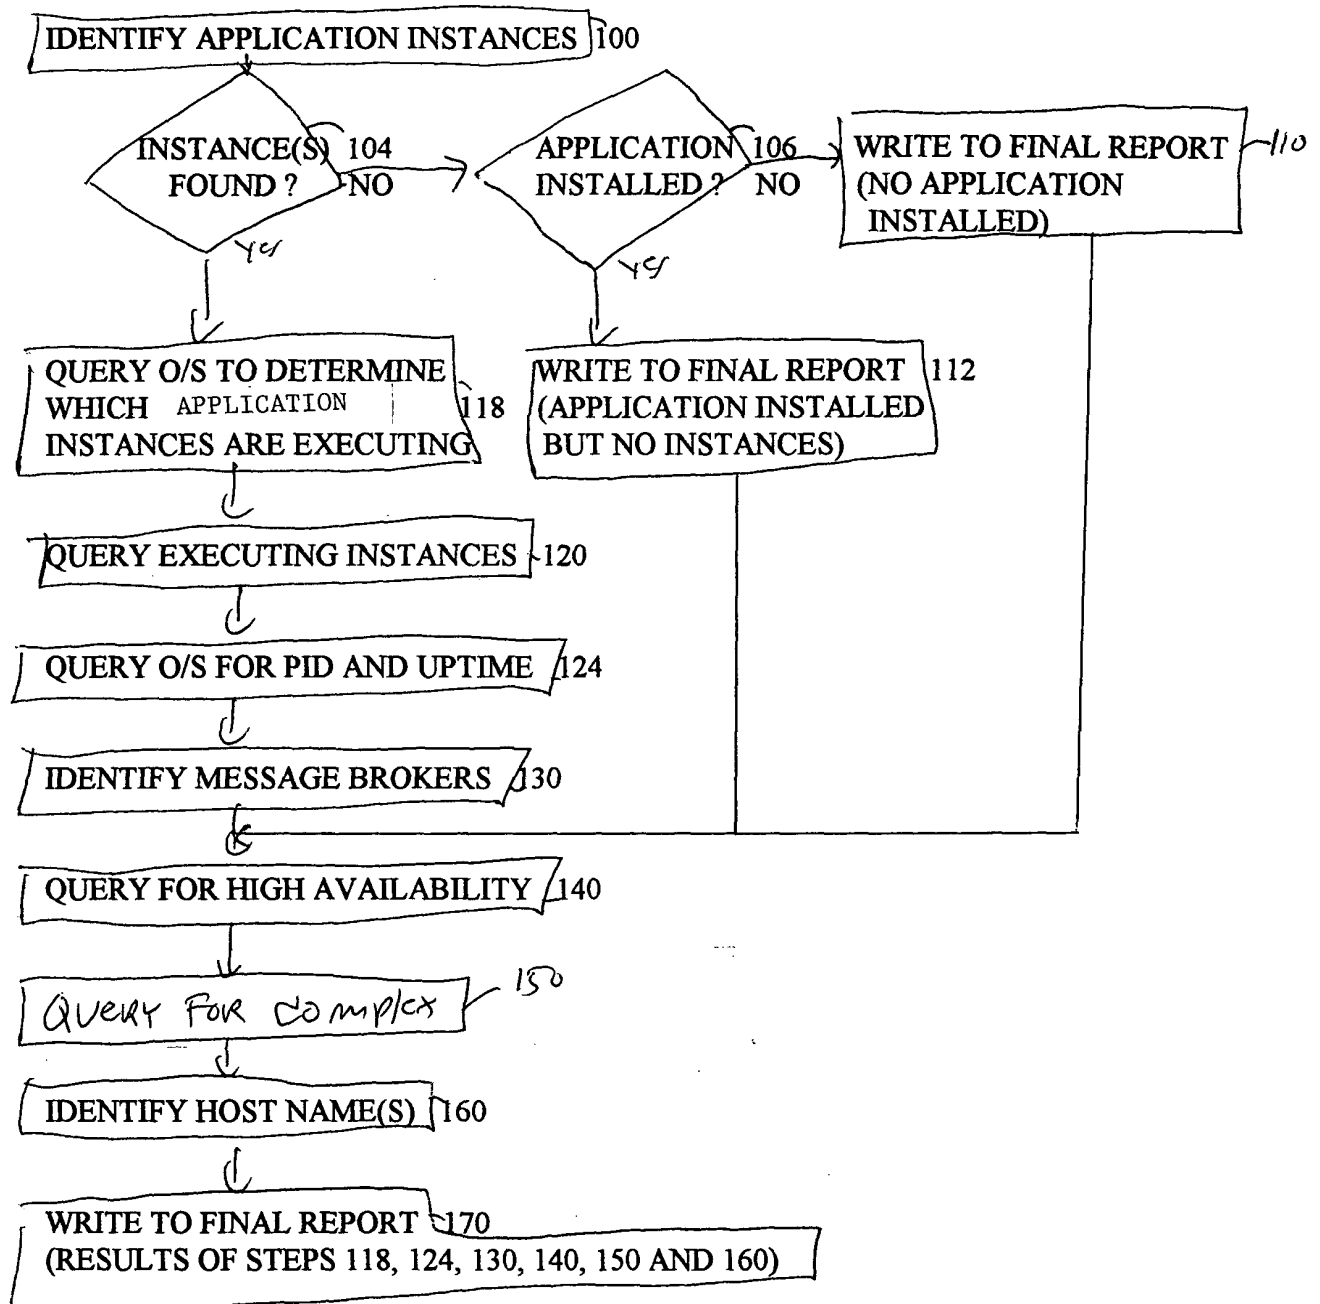 IDENTIFY APPLICATION INSTANCES 100
INSTANCE(S) 104
FOUND ? NO
Yes
APPLICATION 106
INSTALLED ? NO
Yes
WRITE TO FINAL REPORT 110
(NO APPLICATION
INSTALLED)
QUERY O/S TO DETERMINE
WHICH APPLICATION 118
INSTANCES ARE EXECUTING
WRITE TO FINAL REPORT 112
(APPLICATION INSTALLED
BUT NO INSTANCES)
QUERY EXECUTING INSTANCES 120
QUERY O/S FOR PID AND UPTIME 124
IDENTIFY MESSAGE BROKERS 130
QUERY FOR HIGH AVAILABILITY 140
QUERY FOR complex 150
IDENTIFY HOST NAME(S) 160
WRITE TO FINAL REPORT 170
(RESULTS OF STEPS 118, 124, 130, 140, 150 AND 160)